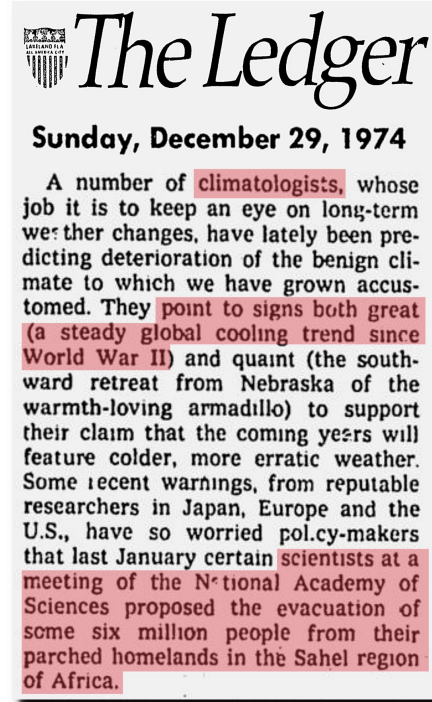 LAKELAND FLA
ALL AMERICA CITY
The Ledger
Sunday, December 29, 1974
A number of climatologists, whose
job it is to keep an eye on long-term
weather changes, have lately been pre-
dicting deterioration of the benign cli-
mate to which we have grown accus-
tomed. They point to signs both great
(a steady global cooling trend since
World War II) and quaint (the south-
ward retreat from Nebraska of the
warmth-loving armadillo) to support
their claim that the coming years will
feature colder, more erratic weather.
Some recent warnings, from reputable
researchers in Japan, Europe and the
U.S., have so worried policy-makers
that last January certain scientists at a
meeting of the National Academy of
Sciences proposed the evacuation of
some six million people from their
parched homelands in the Sahel region
of Africa.